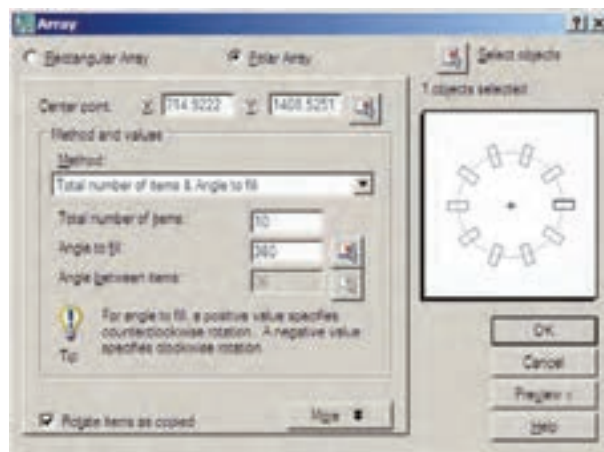 Array
Rectangular Array
Polar Array
Select objects
1 objects selected
Center point: X: 714.9222 Y: 1408.5251
Method and values
Method:
Total number of items & Angle to fill
Total number of items: 10
Angle to fill: 360
Angle between items: 36
Tip
For angle to fill, a positive value specifies
counterclockwise rotation. A negative value
specifies clockwise rotation.
Rotate items as copied
More
OK
Cancel
Preview <
Help